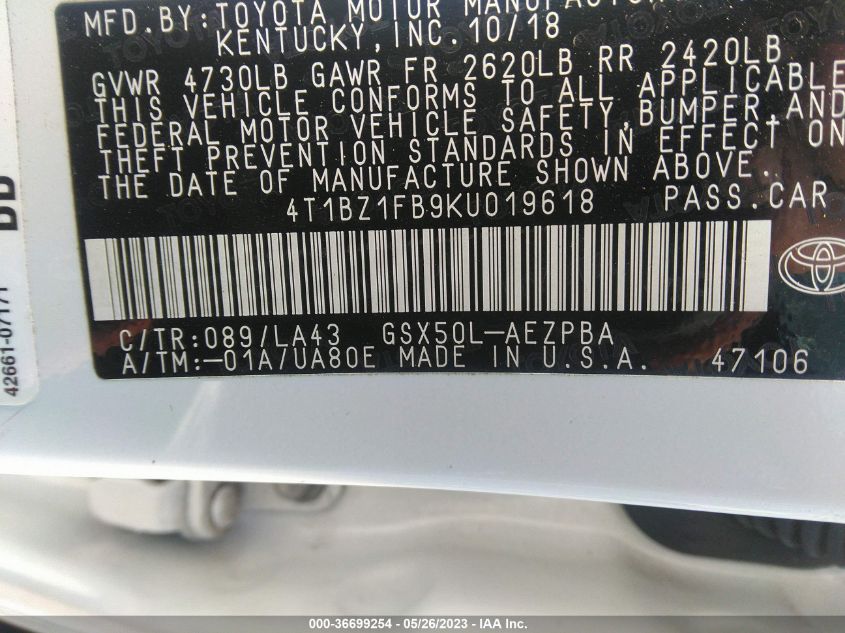 MFD.BY:TOYOTA MOTOR MANUFACTURING
KENTUCKY,INC. 10/18
GVWR 4730LB GAWR FR 2620LB RR 2420LB
THIS VEHICLE CONFORMS TO ALL APPLICABLE
FEDERAL MOTOR VEHICLE SAFETY,BUMPER,AND
THEFT PREVENTION STANDARDS IN EFFECT ON
THE DATE OF MANUFACTURE SHOWN ABOVE.
4T1BZ1FB9KU019618 PASS.CAR
C/TR:089/LA43 GSX50L-AEZPBA
A/TM:-01A/UA80E MADE IN U.S.A. 47106
42661-07171
000-36699254 - 05/26/2023 - IAA Inc.